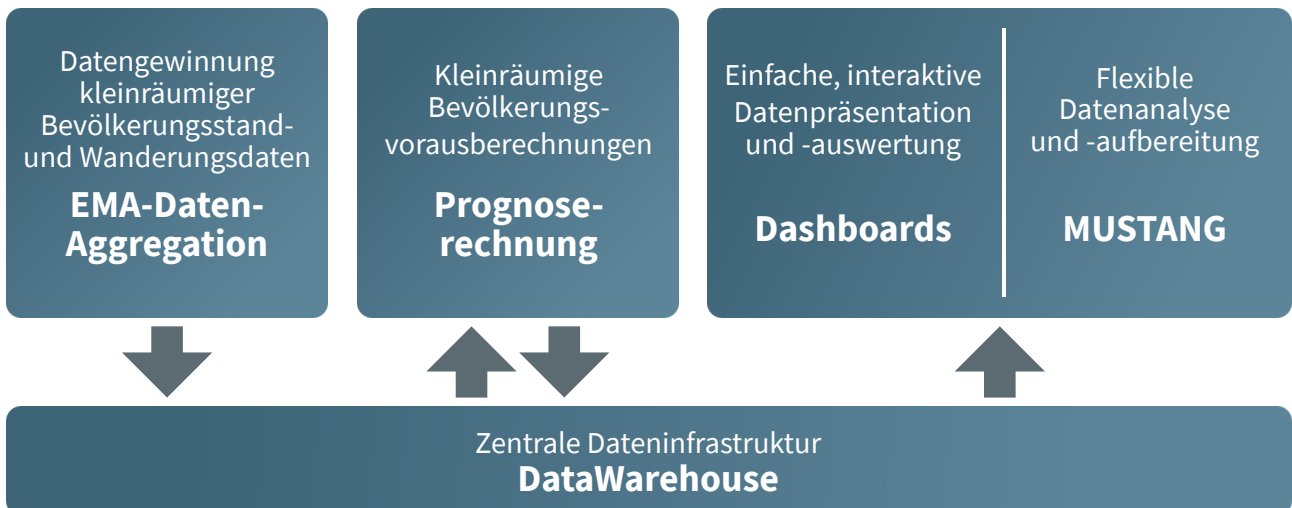 Datengewinnung
kleinräumiger
Bevölkerungsstand-
und Wanderungsdaten
EMA-Daten-
Aggregation
Kleinräumige
Bevölkerungs-
vorausberechnungen
Prognose-
rechnung
Einfache, interaktive
Datenpräsentation
und -auswertung
Dashboards
Flexible
Datenanalyse
und -aufbereitung
MUSTANG
Zentrale Dateninfrastruktur
DataWarehouse